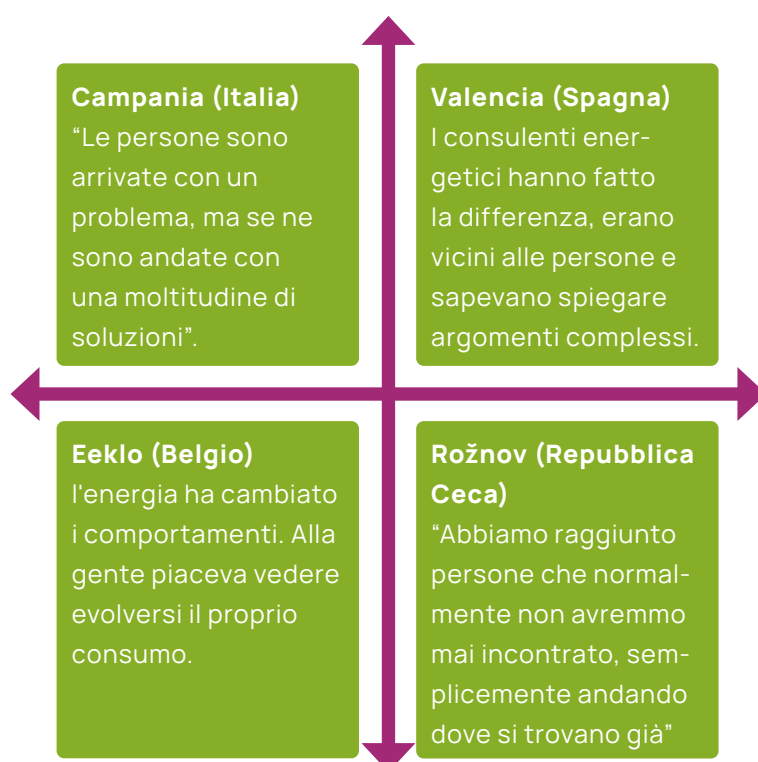 Campania (Italia)
“Le persone sono
arrivate con un
problema, ma se ne
sono andate con
una moltitudine di
soluzioni”.
Valencia (Spagna)
I consulenti ener-
getici hanno fatto
la differenza, erano
vicini alle persone e
sapevano spiegare
argomenti complessi.
Eeklo (Belgio)
l'energia ha cambiato
i comportamenti. Alla
gente piaceva vedere
evolversi il proprio
consumo.
Rožnov (Repubblica
Ceca)
“Abbiamo raggiunto
persone che normal-
mente non avremmo
mai incontrato, sem-
plicemente andando
dove si trovano già”